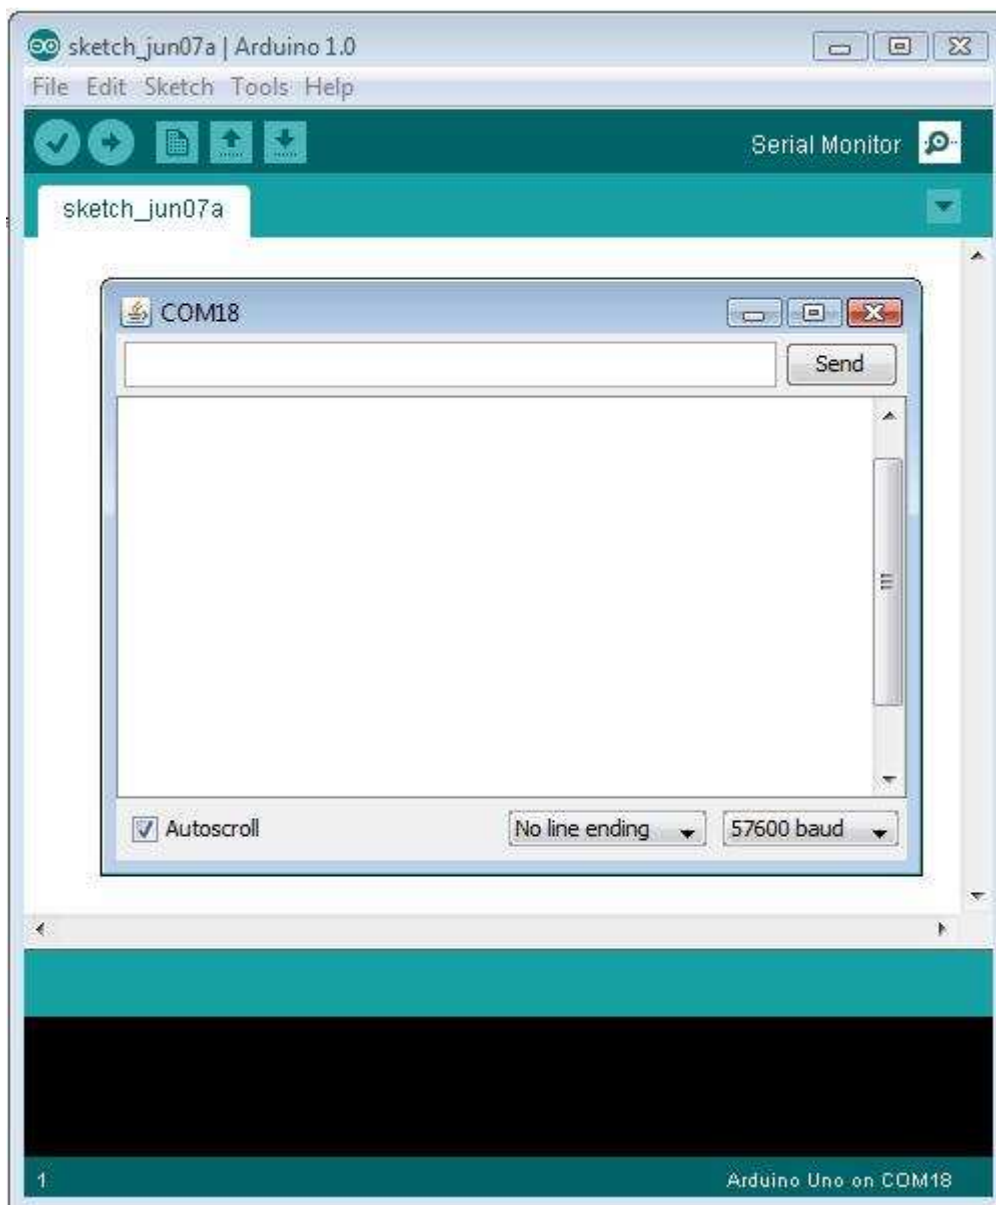 sketch_jun07a | Arduino 1.0
File Edit Sketch Tools Help
Serial Monitor
sketch_jun07a
COM18
Send
Autoscroll No line ending 57600 baud
1 Arduino Uno on COM18